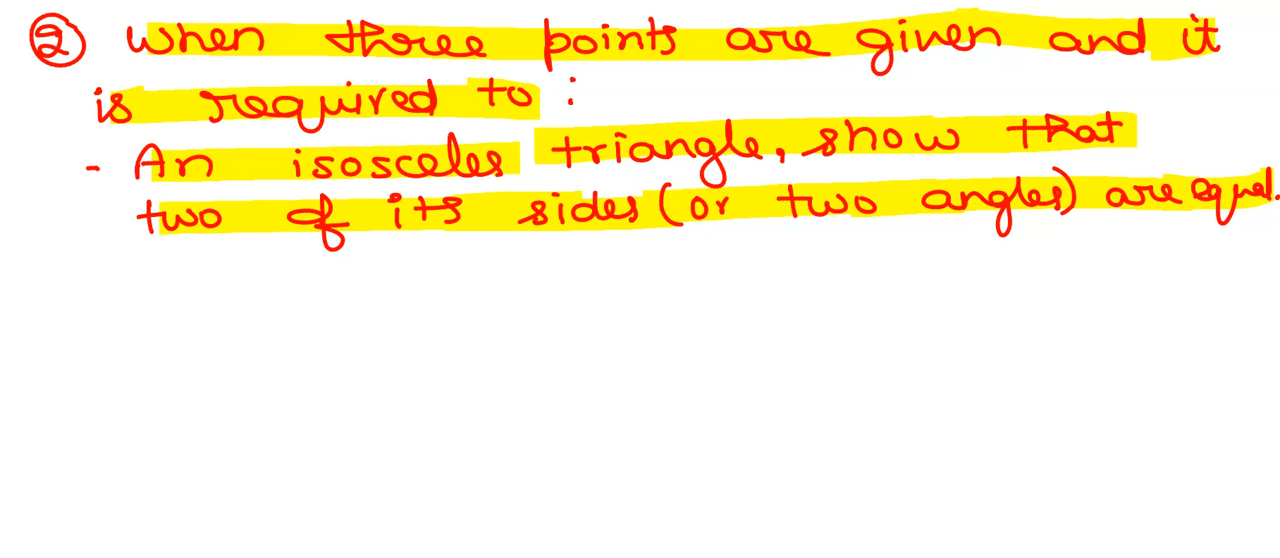 ② When three points are given and it
is required to :
- An isosceles triangle, show that
two of its sides (or two angles) are equal.